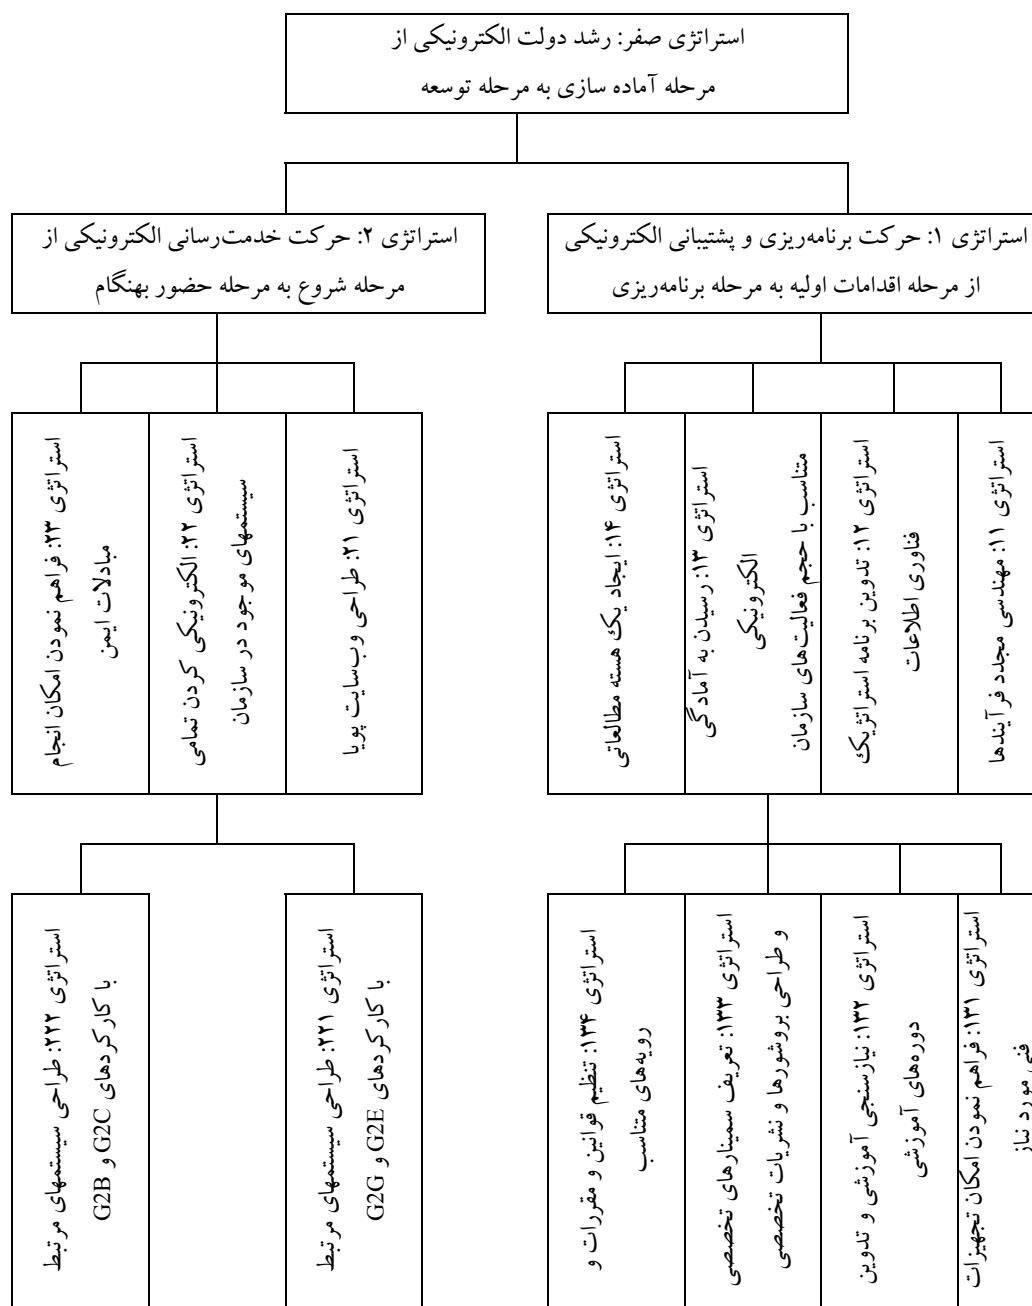 استراتژی صفر: رشد دولت الکترونیکی از
مرحله آماده سازی به مرحله توسعه
استراتژی ۱: حرکت برنامه‌ریزی و پشتیبانی الکترونیکی
از مرحله اقدامات اولیه به مرحله برنامه‌ریزی
استراتژی ۲: حرکت خدمت‌رسانی الکترونیکی از
مرحله شروع به مرحله حضور بهنگام
استراتژی ۱۱: مهندسی مجدد فرآیندها
استراتژی ۱۲: تدوین برنامه استراتژیک
فناوری اطلاعات
استراتژی ۱۳: رسیدن به آمادگی
الکترونیکی
متناسب با حجم فعالیت‌های سازمان
استراتژی ۱۴: ایجاد یک هسته مطالعاتی
استراتژی ۲۱: طراحی وب‌سایت پویا
استراتژی ۲۲: الکترونیکی کردن تمامی
سیستمهای موجود در سازمان
استراتژی ۲۳: فراهم نمودن امکان انجام
مبادلات ایمن
استراتژی ۱۳۱: فراهم نمودن امکان تجهیزات
فنی مورد نیاز
استراتژی ۱۳۲: نیازسنجی آموزشی و تدوین
دوره‌های آموزشی
استراتژی ۱۳۳: تعریف سمینارهای تخصصی
و طراحی بروشورها و نشریات تخصصی
استراتژی ۱۳۴: تنظیم قوانین و مقررات و
رویه‌های متناسب
استراتژی ۲۲۱: طراحی سیستمهای مرتبط
با کارکردهای G2E و G2G
استراتژی ۲۲۲: طراحی سیستمهای مرتبط
با کارکردهای G2C و G2B